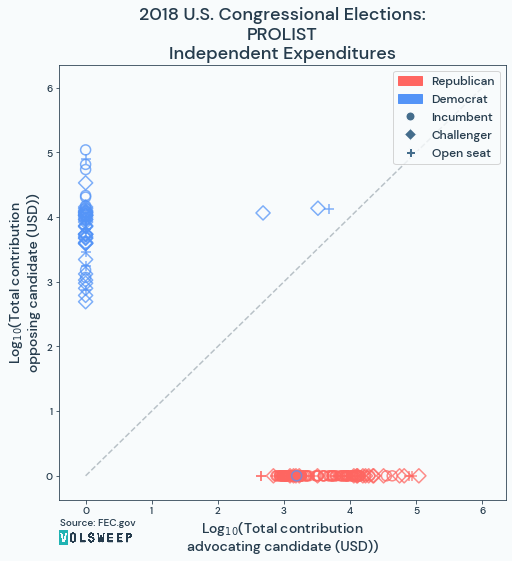 2018 U.S. Congressional Elections:
PROLIST
Independent Expenditures
Republican
Democrat
Incumbent
Challenger
Open seat
Log10(Total contribution
opposing candidate (USD))
6
5
4
3
2
1
0
0 1 2 3 4 5 6
Log10(Total contribution
advocating candidate (USD))
Source: FEC.gov
VOLSWEEP